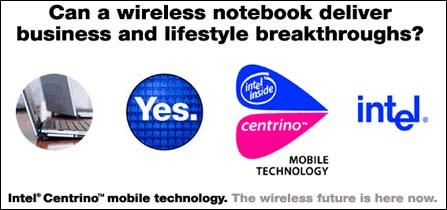 Can a wireless notebook deliver
business and lifestyle breakthroughs?
Yes.
intel
inside
centrino™
MOBILE
TECHNOLOGY
intel®
Intel® Centrino™ mobile technology. The wireless future is here now.